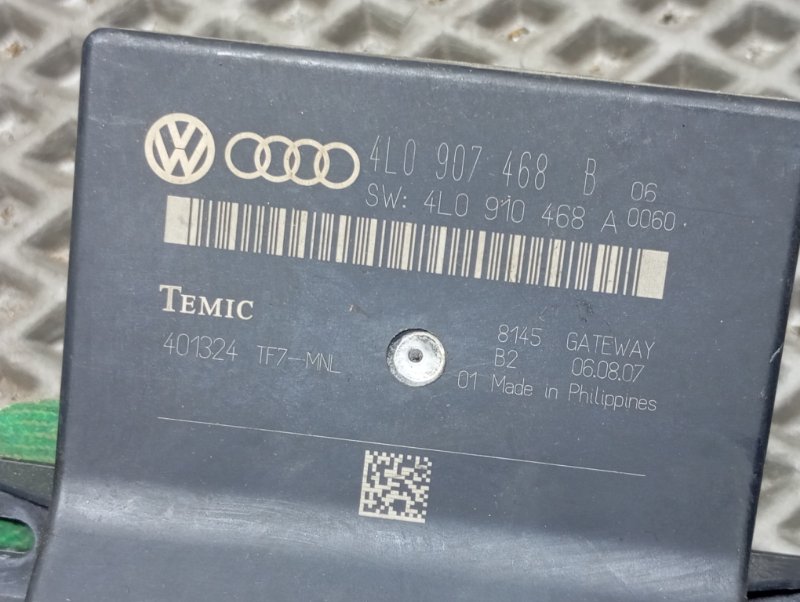 4L0 907 468 B 06
SW: 4L0 910 468 A 0060
TEMIC
401324 TF7-MNL
8145 GATEWAY
B2 06.08.07
01 Made in Philippines